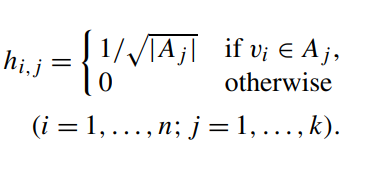 h_{i,j} = { 1/√|A_j| if v_i ∈ A_j,
0 otherwise
(i = 1, . . . , n; j = 1, . . . , k).